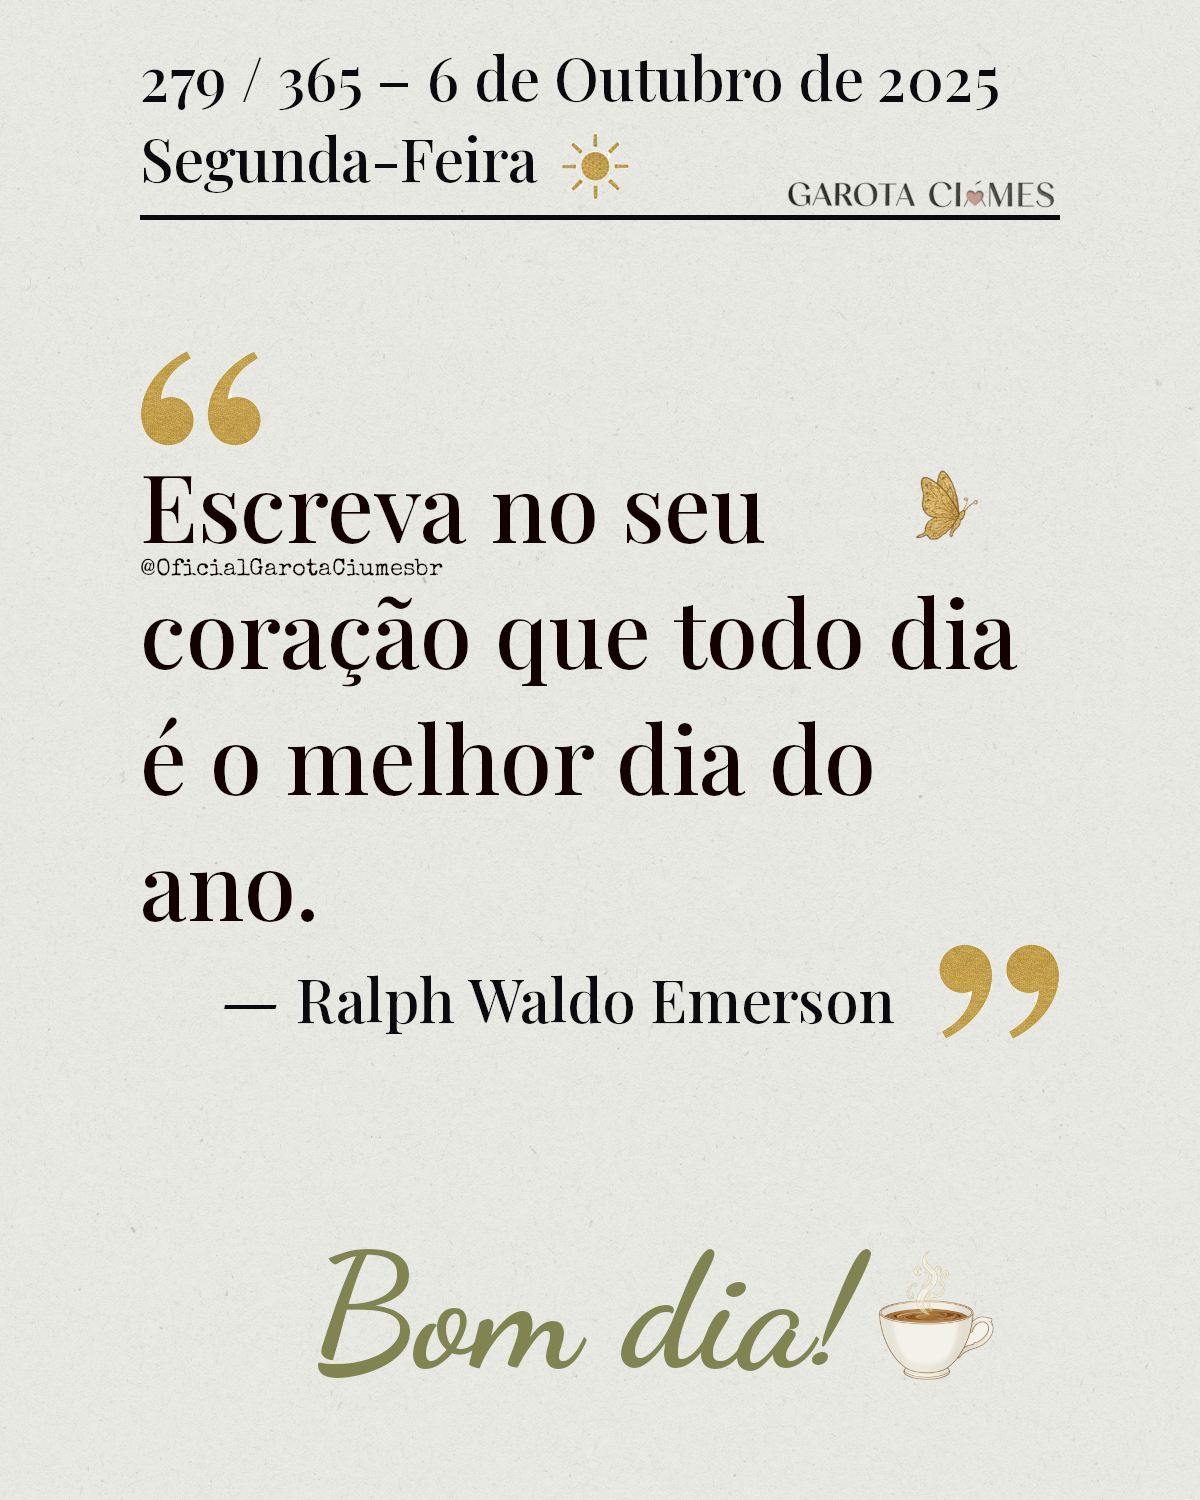 279 / 365 – 6 de Outubro de 2025
Segunda-Feira
GAROTA CIÚMES
“
Escreva no seu
@OficialGarotaCiumesbr
coração que todo dia
é o melhor dia do
ano.
— Ralph Waldo Emerson ”
Bom dia!